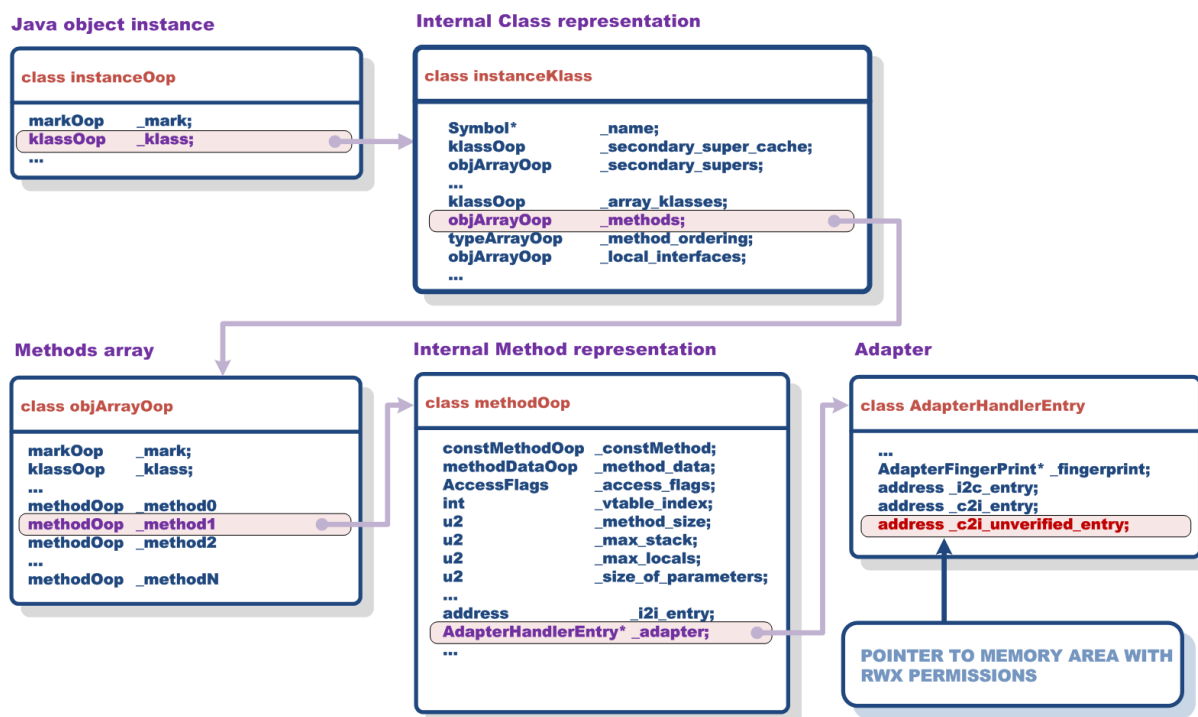 Java object instance
class instanceOop
markOop _mark;
klassOop _klass;
...
Internal Class representation
class instanceKlass
Symbol* _name;
klassOop _secondary_super_cache;
objArrayOop _secondary_supers;
...
klassOop _array_klasses;
objArrayOop _methods;
typeArrayOop _method_ordering;
objArrayOop _local_interfaces;
...
Methods array
class objArrayOop
markOop _mark;
klassOop _klass;
...
methodOop _method0
methodOop _method1
methodOop _method2
...
methodOop _methodN
Internal Method representation
class methodOop
constMethodOop _constMethod;
methodDataOop _method_data;
AccessFlags _access_flags;
int _vtable_index;
u2 _method_size;
u2 _max_stack;
u2 _max_locals;
u2 _size_of_parameters;
...
address _i2i_entry;
AdapterHandlerEntry* _adapter;
...
Adapter
class AdapterHandlerEntry
...
AdapterFingerPrint* _fingerprint;
address _i2c_entry;
address _c2i_entry;
address _c2i_unverified_entry;
POINTER TO MEMORY AREA WITH
RWX PERMISSIONS